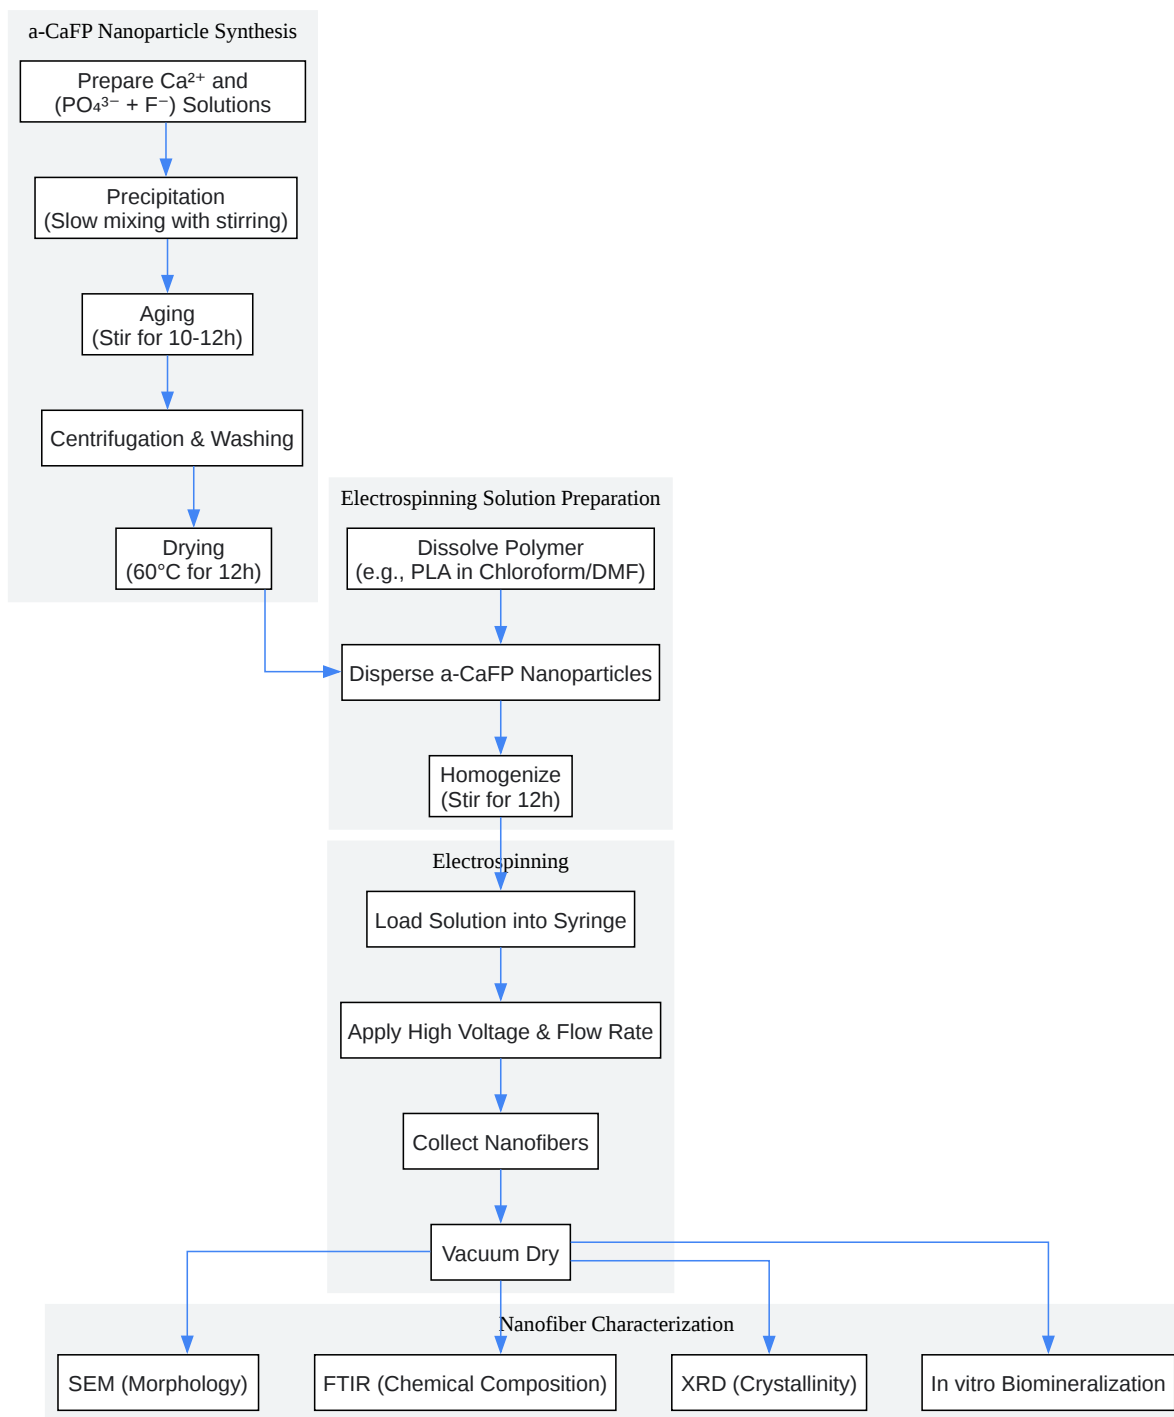 a-CaFP Nanoparticle Synthesis
Prepare Ca²⁺ and
(PO₄³⁻ + F⁻) Solutions
Precipitation
(Slow mixing with stirring)
Aging
(Stir for 10-12h)
Centrifugation & Washing
Drying
(60°C for 12h)
Electrospinning Solution Preparation
Dissolve Polymer
(e.g., PLA in Chloroform/DMF)
Disperse a-CaFP Nanoparticles
Homogenize
(Stir for 12h)
Electrospinning
Load Solution into Syringe
Apply High Voltage & Flow Rate
Collect Nanofibers
Vacuum Dry
Nanofiber Characterization
SEM (Morphology)
FTIR (Chemical Composition)
XRD (Crystallinity)
In vitro Biomineralization